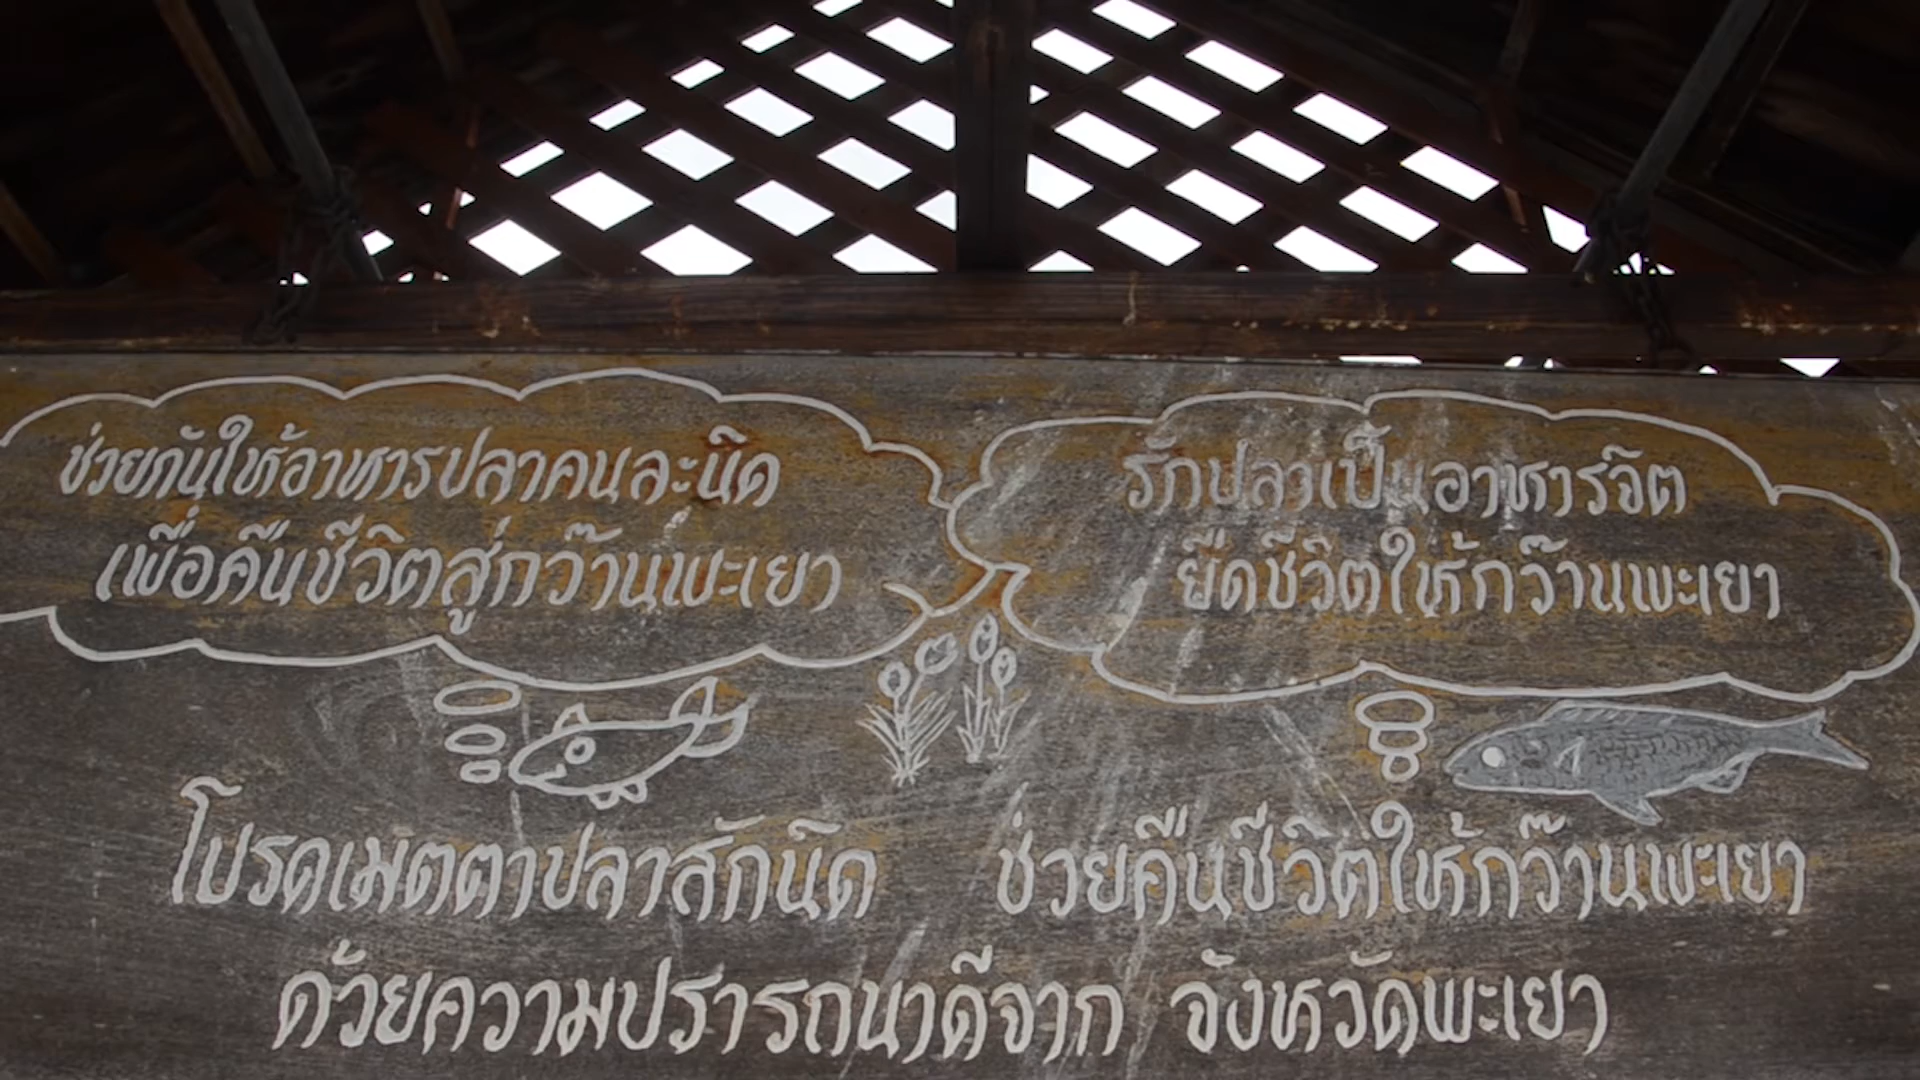 ช่วยกันให้อาหารปลาคนละนิด
เพื่อคืนชีวิตสู่กว๊านพะเยา
รักปลาเป็นอาหารจิต
ยืดชีวิตให้กว๊านพะเยา
โปรดเมตตาปลาสักนิด ช่วยคืนชีวิตให้กว๊านพะเยา
ด้วยความปรารถนาดีจาก จังหวัดพะเยา